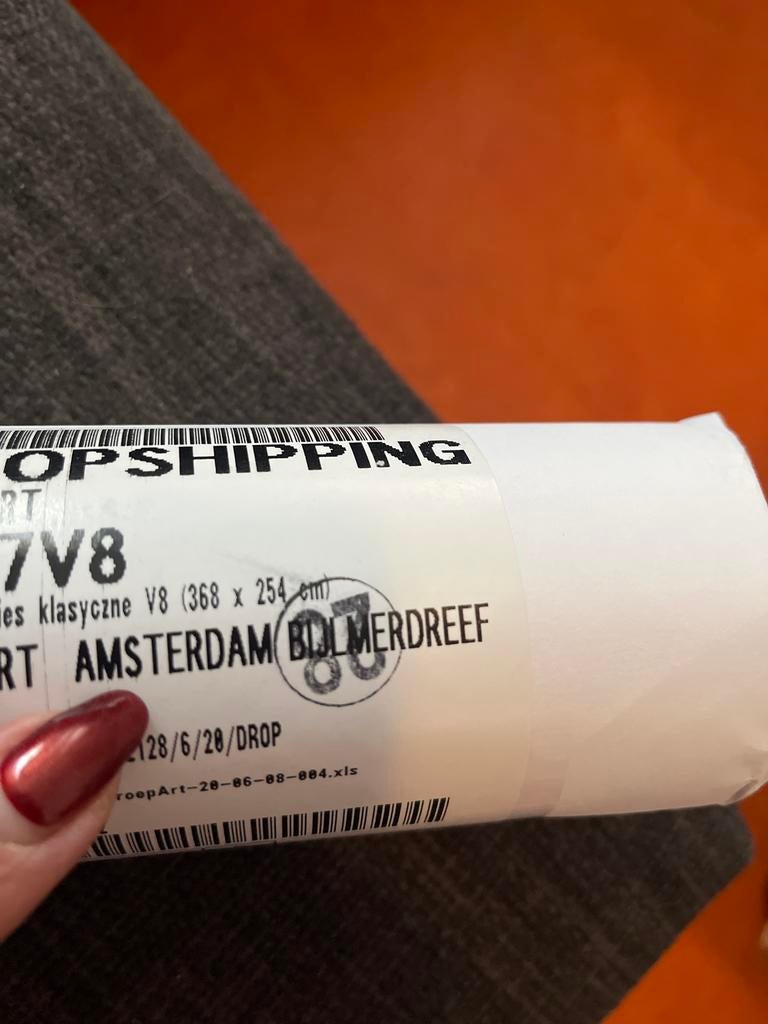 OPSHIPPING
RT
7V8
ies klasyczne V8 (368 x 254 cm)
RT AMSTERDAM BIJLMERDREEF
128/6/20/DROP
roepArt-20-06-08-004.xls